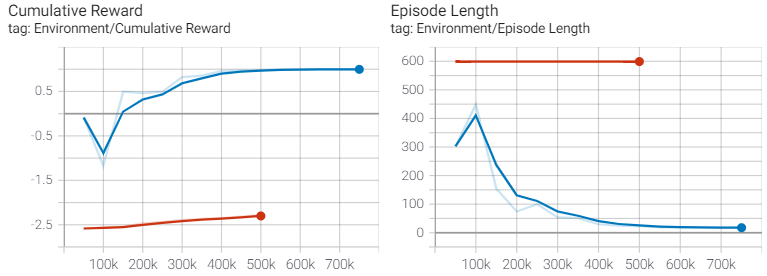 Cumulative Reward
tag: Environment/Cumulative Reward
0.5
-0.5
-1.5
-2.5
100k 200k 300k 400k 500k 600k 700k
Episode Length
tag: Environment/Episode Length
600
500
400
300
200
100
0
100k 200k 300k 400k 500k 600k 700k